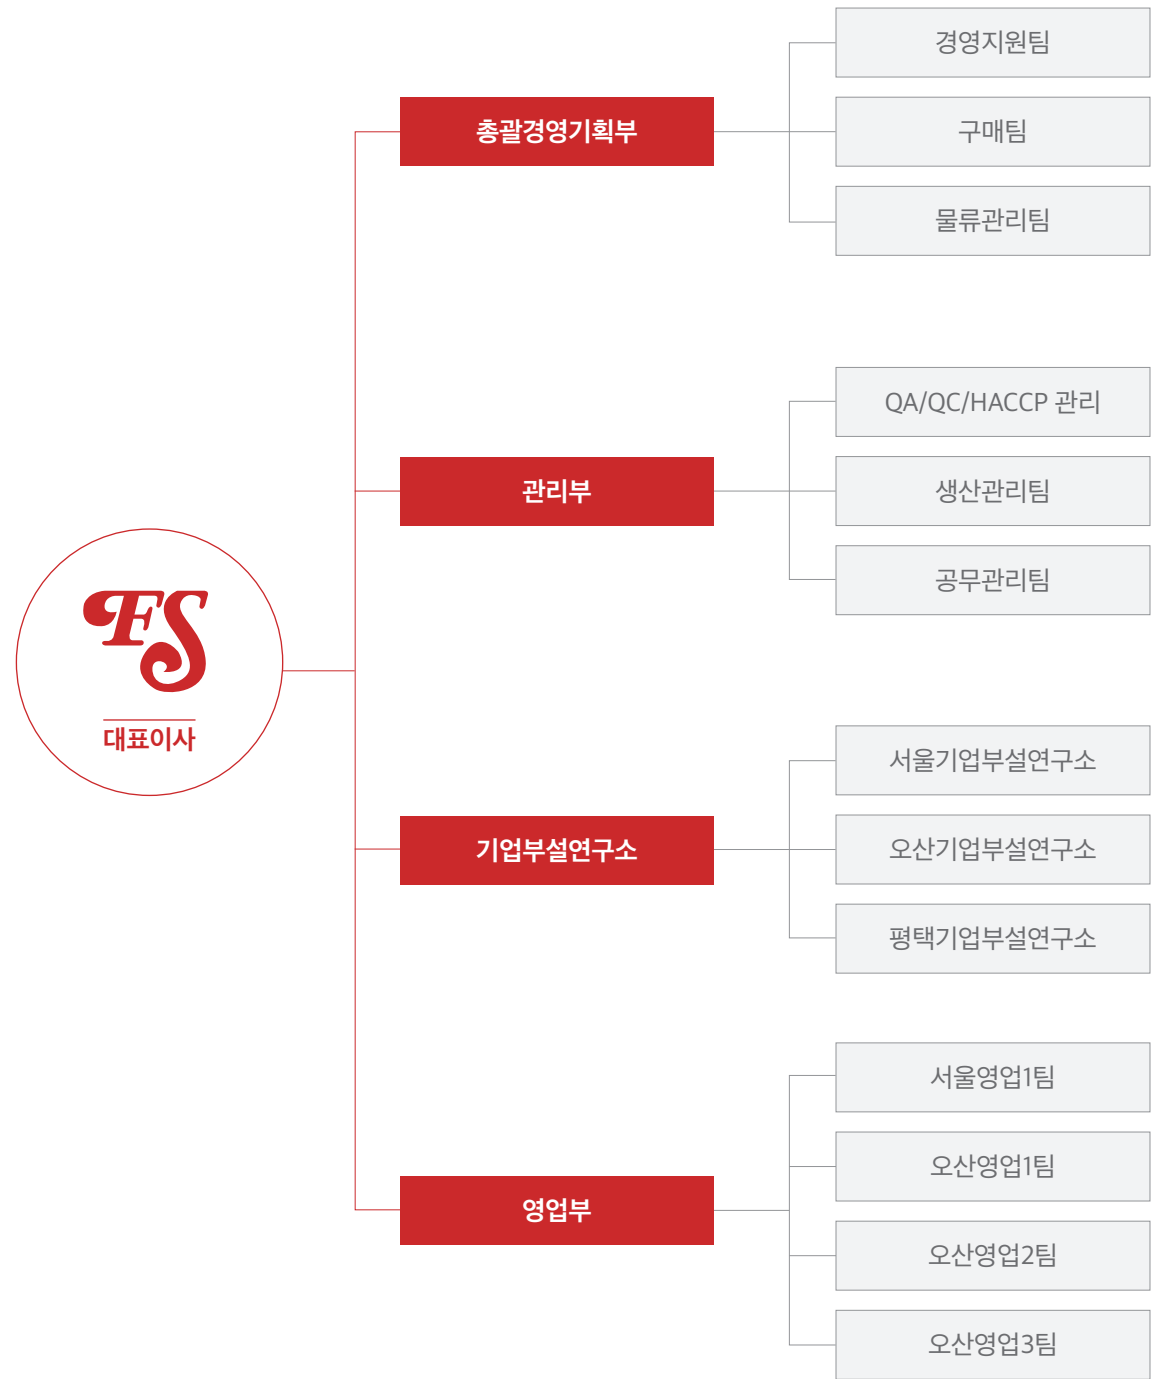 FS
대표이사
총괄경영기획부
경영지원팀
구매팀
물류관리팀
관리부
QA/QC/HACCP 관리
생산관리팀
공무관리팀
기업부설연구소
서울기업부설연구소
오산기업부설연구소
평택기업부설연구소
영업부
서울영업1팀
오산영업1팀
오산영업2팀
오산영업3팀